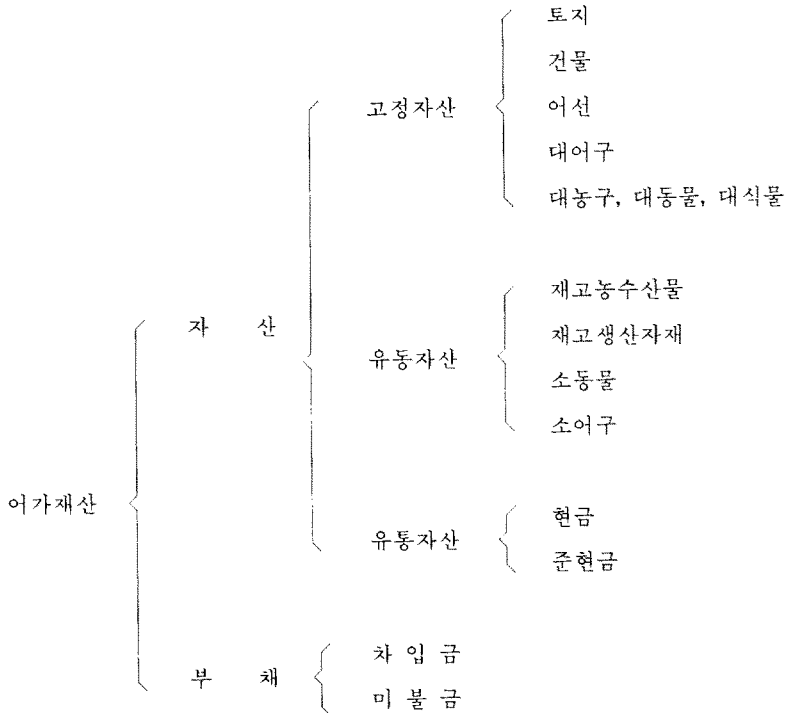 토지
건물
고정자산
어선
대어구
대농구, 대동물, 대식물
재고농수산물
자 산
재고생산자재
유동자산
소동물
소어구
어가재산
현금
유통자산
준현금
차 입 금
부 채
미 불 금